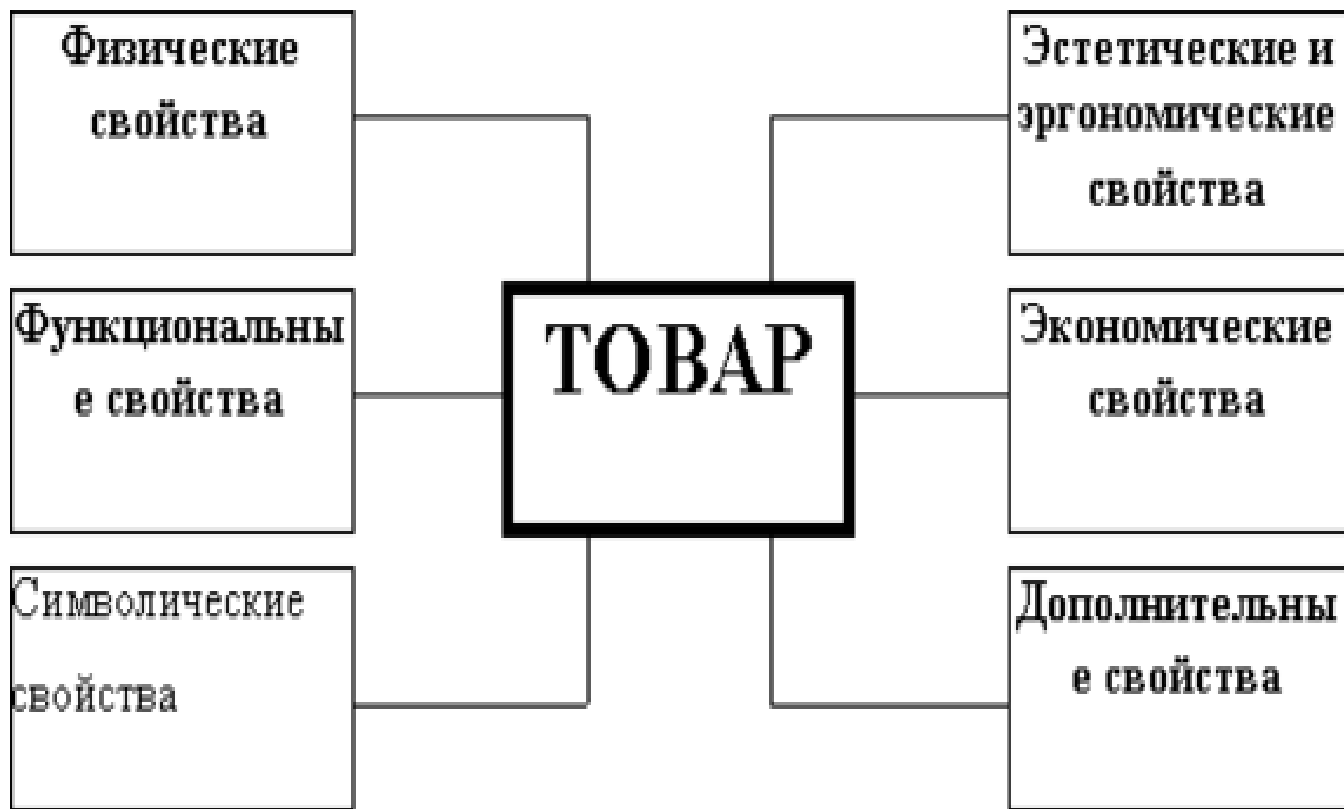 Физические
свойства
Функциональны
е свойства
Символические
свойства
ТОВАР
Эстетические и
эргономические
свойства
Экономические
свойства
Дополнительны
е свойства